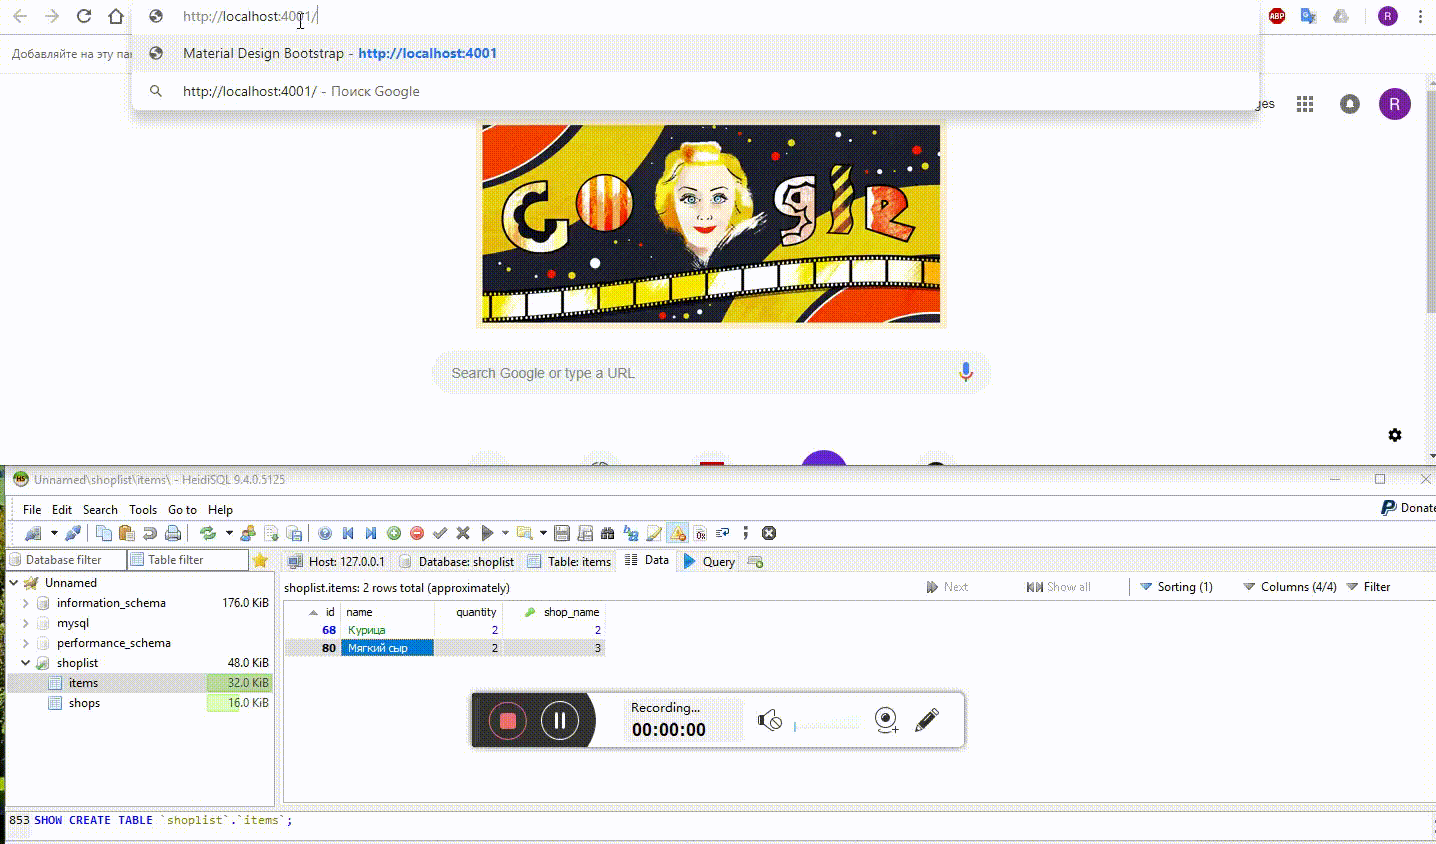 http://localhost:4001/
ABP
R
Добавляйте на эту па
Material Design Bootstrap - http://localhost:4001
http://localhost:4001/ - Поиск Google
ges
R
Google
Search Google or type a URL
HS Unnamed\shoplist\items\ - HeidiSQL 9.4.0.5125
File Edit Search Tools Go to Help
Donate
Database filter Table filter
Host: 127.0.0.1 Database: shoplist Table: items Data Query
Unnamed
information_schema 176.0 KiB
mysql
performance_schema
shoplist 48.0 KiB
items 32.0 KiB
shops 16.0 KiB
shoplist.items: 2 rows total (approximately)
Next Show all Sorting (1) Columns (4/4) Filter
id name quantity shop_name
68 Курица 2 2
80 Мягкий сыр 2 3
Recording...
00:00:00
853 SHOW CREATE TABLE `shoplist`.`items`;